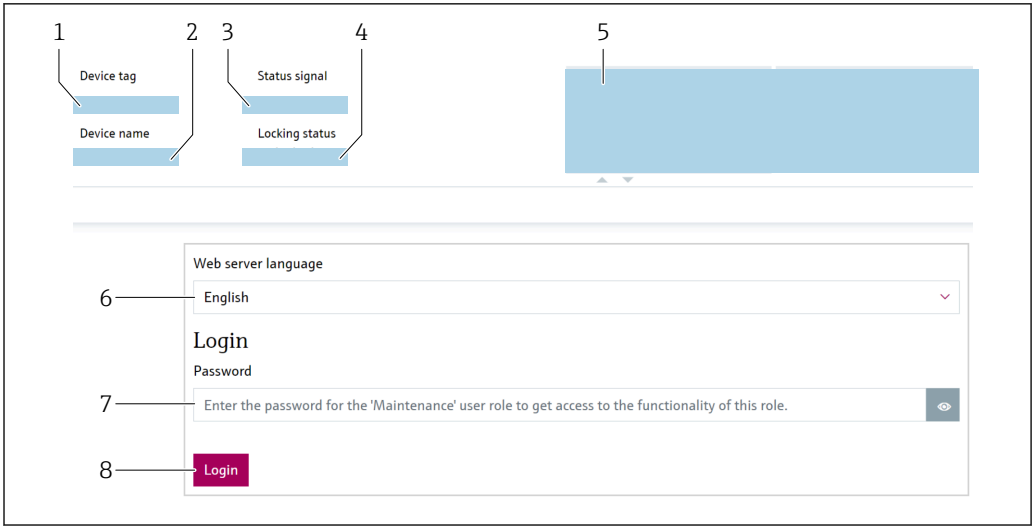 1 2 3 4 5
Device tag Status signal
Device name Locking status
Web server language
6 English
Login
Password
7 Enter the password for the 'Maintenance' user role to get access to the functionality of this role.
8 Login